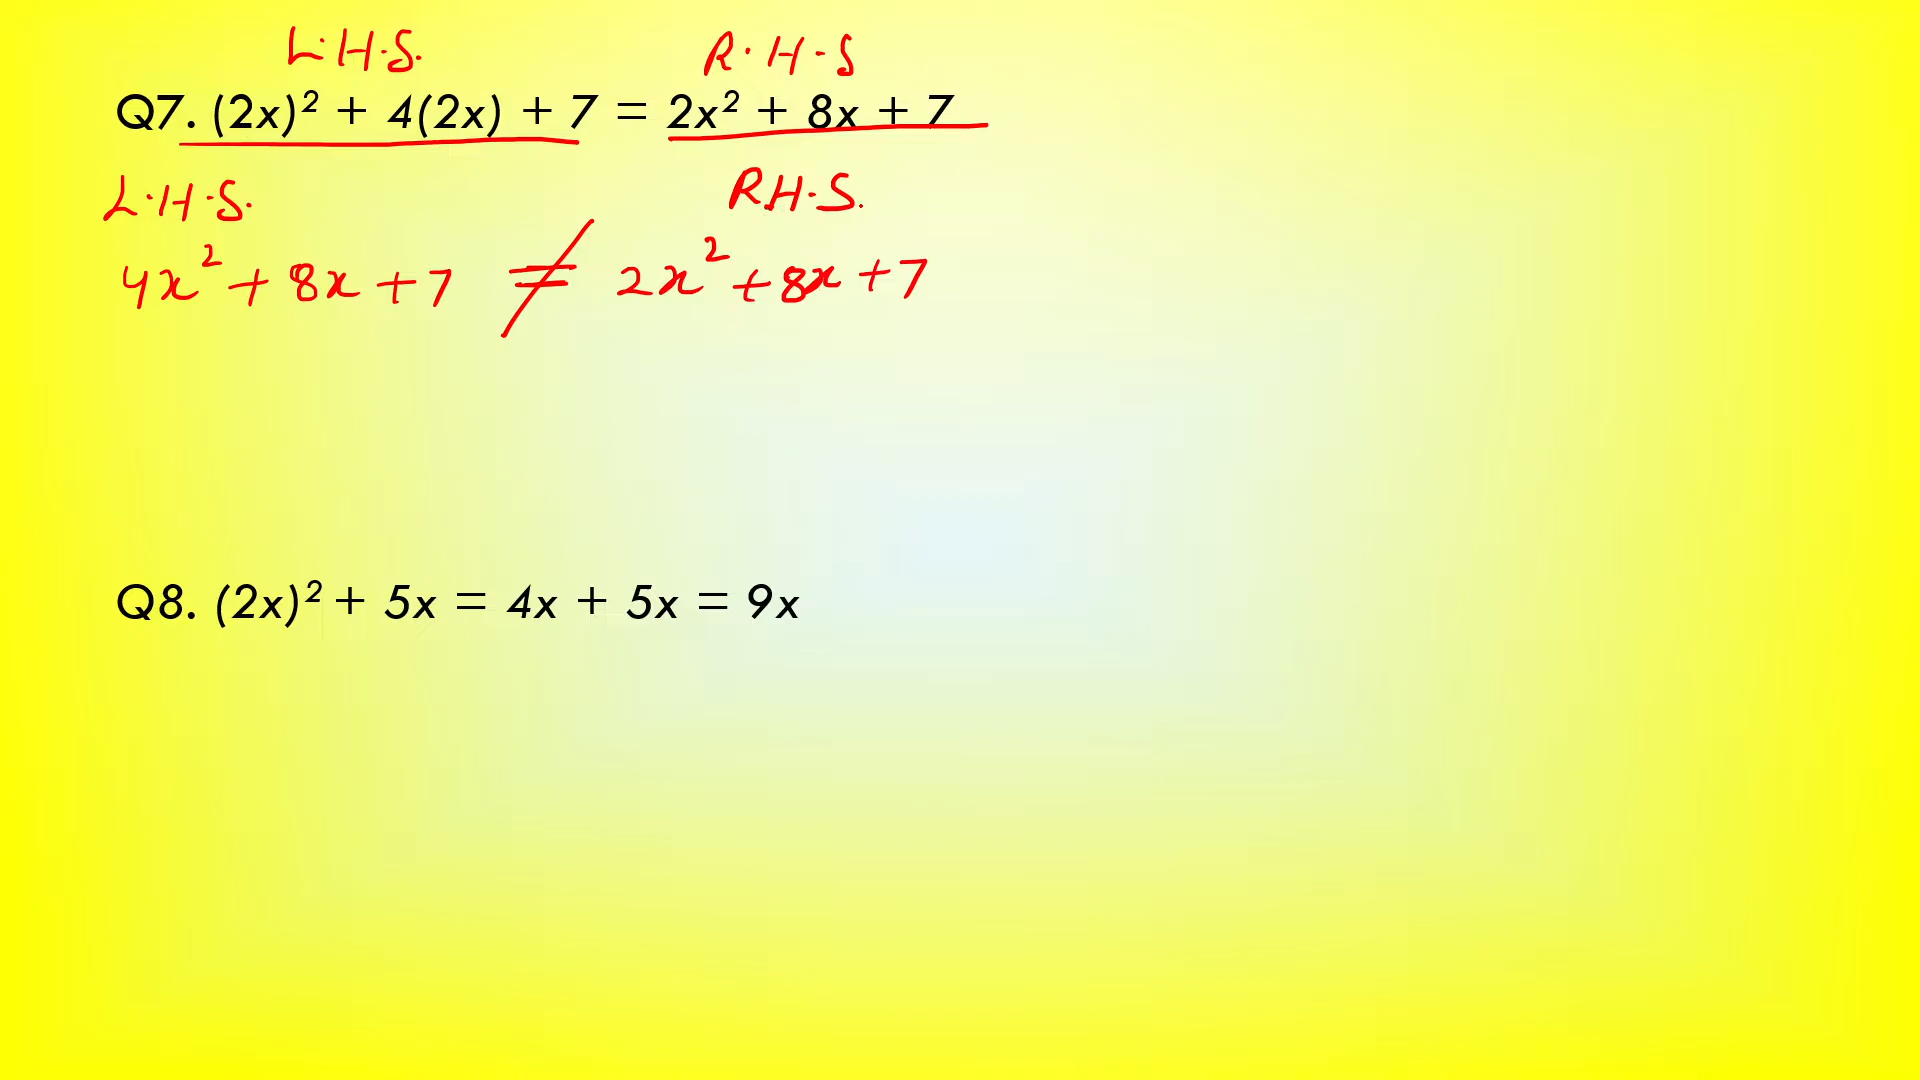 L.H.S. R.H.S
Q7. (2x)² + 4(2x) + 7 = 2x² + 8x + 7
L.H.S. R.H.S.
4x² + 8x + 7 ≠ 2x² + 8x + 7
Q8. (2x)² + 5x = 4x + 5x = 9x